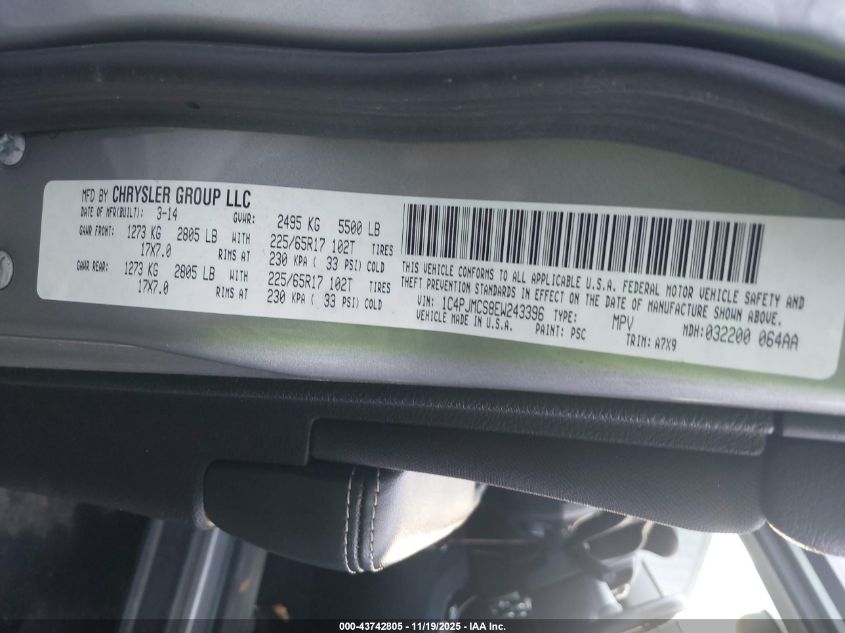 MFD BY CHRYSLER GROUP LLC
DATE OF MFR(BUILT): 3-14 GVWR: 2495 KG 5500 LB
GAWR FRONT: 1273 KG 2805 LB WITH 225/65R17 102T TIRES
17X7.0 RIMS AT 230 KPA ( 33 PSI) COLD
GAWR REAR: 1273 KG 2805 LB WITH 225/65R17 102T TIRES
17X7.0 RIMS AT 230 KPA ( 33 PSI) COLD
THIS VEHICLE CONFORMS TO ALL APPLICABLE U.S.A. FEDERAL MOTOR VEHICLE SAFETY AND
THEFT PREVENTION STANDARDS IN EFFECT ON THE DATE OF MANUFACTURE SHOWN ABOVE.
VIN: 1C4PJMCS8EW243396 TYPE: MPV MDH:032200 064AA
VEHICLE MADE IN U.S.A. PAINT: PSC TRIM: A7X9
000-43742805 - 11/19/2025 - IAA Inc.